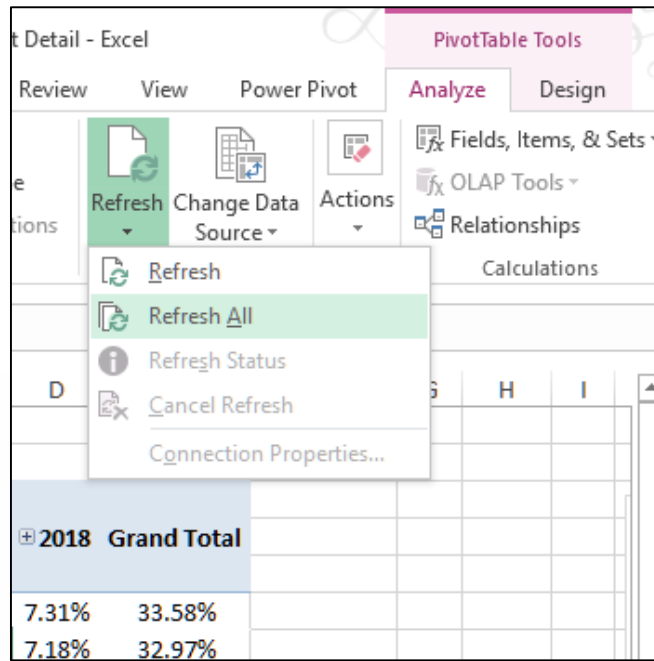 t Detail - Excel
PivotTable Tools
Review View Power Pivot Analyze Design
Fields, Items, & Sets
e
Refresh Change Data Source
Actions
fx OLAP Tools
tions
Relationships
Calculations
Refresh
Refresh All
Refresh Status
Cancel Refresh
Connection Properties...
D G H I
2018 Grand Total
7.31% 33.58%
7.18% 32.97%